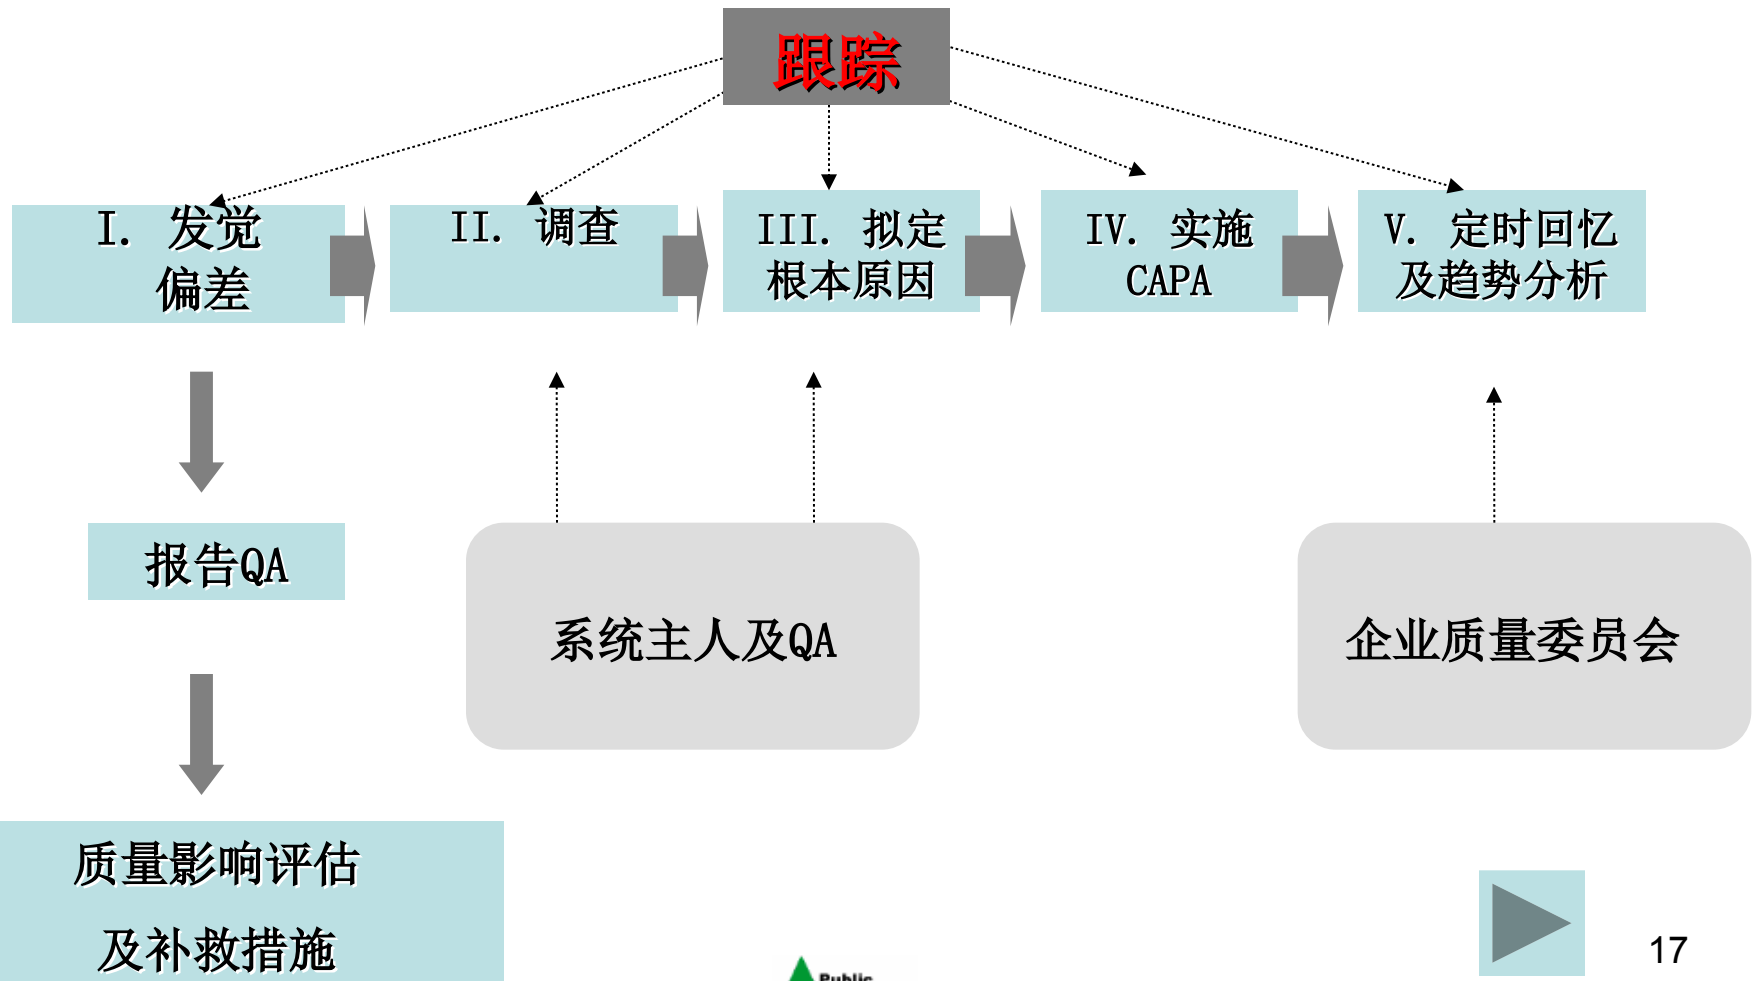 跟踪
I. 发觉
偏差
II. 调查
III. 拟定
根本原因
IV. 实施
CAPA
V. 定时回忆
及趋势分析
报告QA
系统主人及QA
企业质量委员会
质量影响评估
及补救措施
Public
17